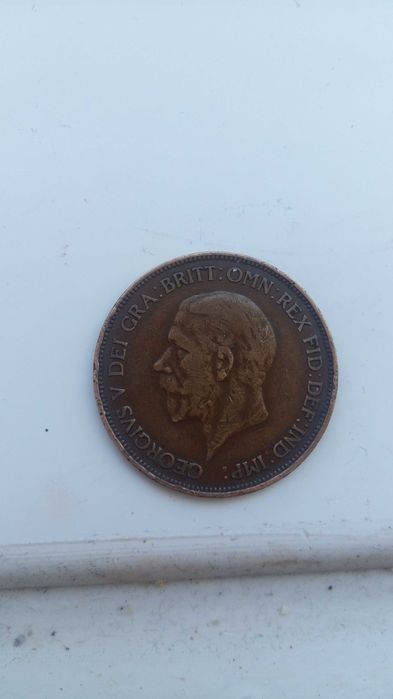 GEORGIVS V DEI GRA: BRITT: OMN: REX FID: DEF: IND: IMP: